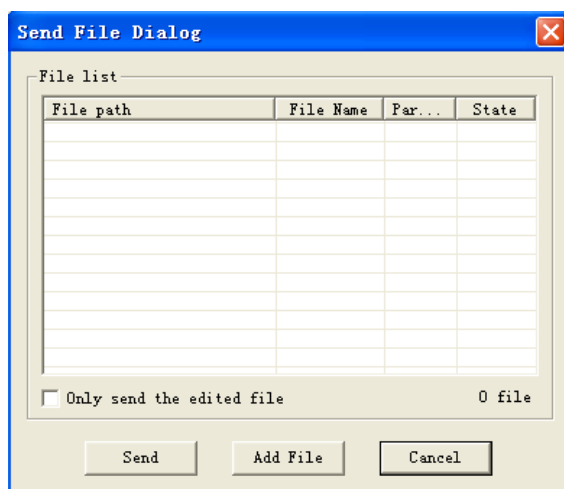 Send File Dialog
File list
File path File Name Par... State
Only send the edited file 0 file
Send Add File Cancel